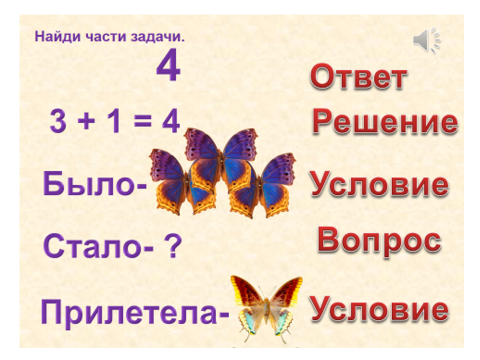 Найди части задачи.
4
Ответ
3 + 1 = 4
Решение
Было-
Условие
Стало- ?
Вопрос
Прилетела-
Условие